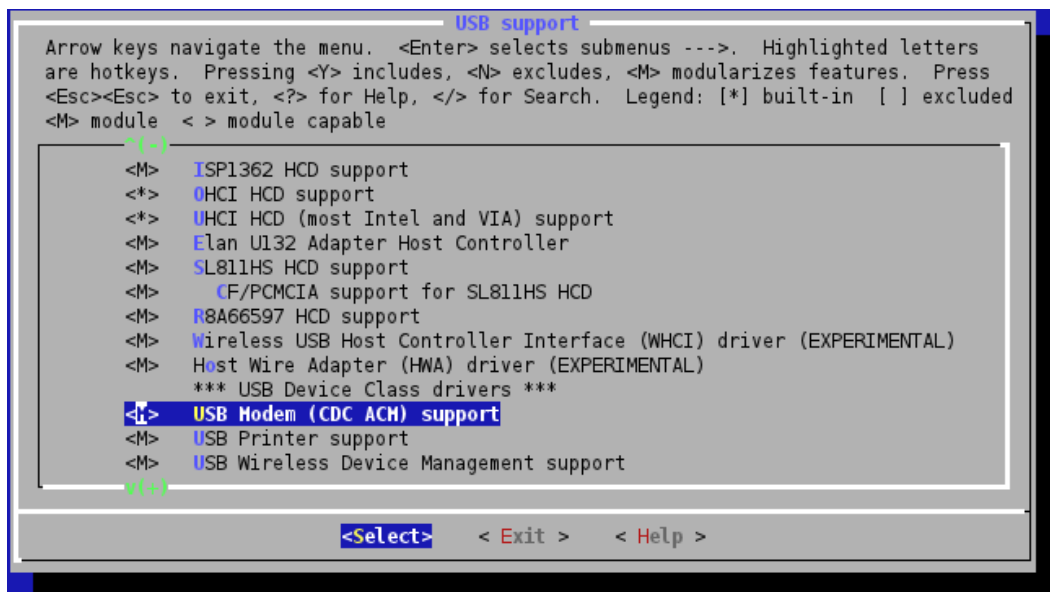 USB support
Arrow keys navigate the menu.  <Enter> selects submenus --->.  Highlighted letters
are hotkeys.  Pressing <Y> includes, <N> excludes, <M> modularizes features.  Press
<Esc><Esc> to exit, <?> for Help, </> for Search.  Legend: [*] built-in  [ ] excluded
<M> module  < > module capable
^(-)
<M> ISP1362 HCD support
<*> OHCI HCD support
<*> UHCI HCD (most Intel and VIA) support
<M> Elan U132 Adapter Host Controller
<M> SL811HS HCD support
<M> CF/PCMCIA support for SL811HS HCD
<M> R8A66597 HCD support
<M> Wireless USB Host Controller Interface (WHCI) driver (EXPERIMENTAL)
<M> Host Wire Adapter (HWA) driver (EXPERIMENTAL)
*** USB Device Class drivers ***
<M> USB Modem (CDC ACM) support
<M> USB Printer support
<M> USB Wireless Device Management support
v(+)
<Select> < Exit > < Help >